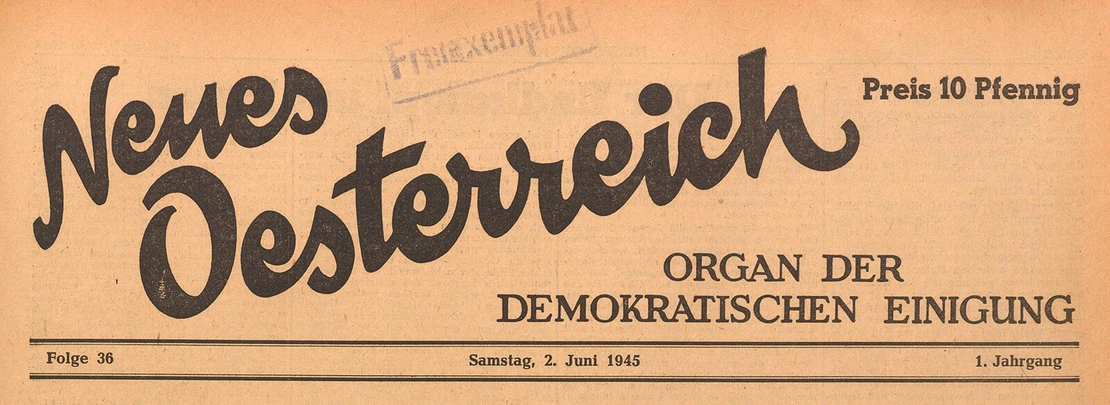 Freiexemplar
Neues
Oesterreich
Preis 10 Pfennig
ORGAN DER
DEMOKRATISCHEN EINIGUNG
Folge 36
Samstag, 2. Juni 1945
1. Jahrgang